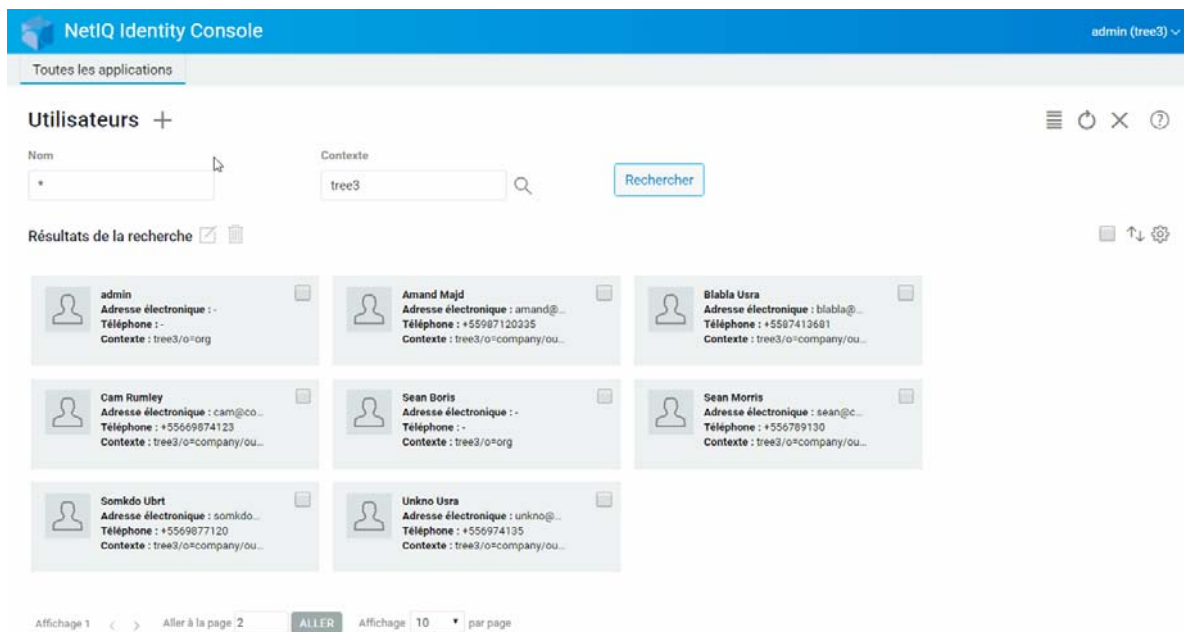 NetIQ Identity Console
admin (tree3)
Toutes les applications
Utilisateurs
Nom
Contexte
*
tree3
Rechercher
Résultats de la recherche
admin
Adresse électronique : -
Téléphone : -
Contexte : tree3/o=org
Amand Majd
Adresse électronique : amand@...
Téléphone : +55987120335
Contexte : tree3/o=company/ou...
Blabla Usra
Adresse électronique : blabla@...
Téléphone : +5587413681
Contexte : tree3/o=company/ou...
Cam Rumley
Adresse électronique : cam@co...
Téléphone : +55669874123
Contexte : tree3/o=company/ou...
Sean Boris
Adresse électronique : -
Téléphone : -
Contexte : tree3/o=org
Sean Morris
Adresse électronique : sean@c...
Téléphone : +556789130
Contexte : tree3/o=company/ou...
Somkdo Ubrt
Adresse électronique : somkdo...
Téléphone : +5569877120
Contexte : tree3/o=company/ou...
Unkno Usra
Adresse électronique : unkno@...
Téléphone : +556974135
Contexte : tree3/o=company/ou...
Affichage 1 < > Aller à la page 2 ALLER Affichage 10 par page